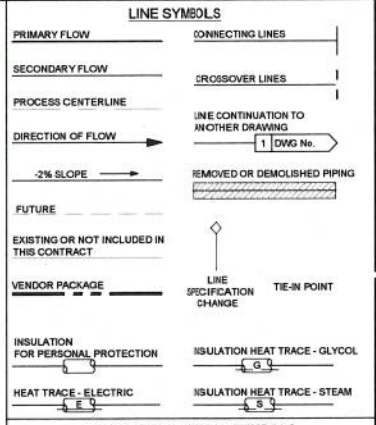 LINE SYMBOLS
PRIMARY FLOW
SECONDARY FLOW
PROCESS CENTERLINE
DIRECTION OF FLOW
-2% SLOPE
FUTURE
EXISTING OR NOT INCLUDED IN
THIS CONTRACT
VENDOR PACKAGE
INSULATION
FOR PERSONAL PROTECTION
HEAT TRACE - ELECTRIC
E
CONNECTING LINES
CROSSOVER LINES
LINE CONTINUATION TO
ANOTHER DRAWING
1 DWG No.
REMOVED OR DEMOLISHED PIPING
LINE
SPECIFICATION
CHANGE
TIE-IN POINT
INSULATION HEAT TRACE - GLYCOL
G
INSULATION HEAT TRACE - STEAM
S